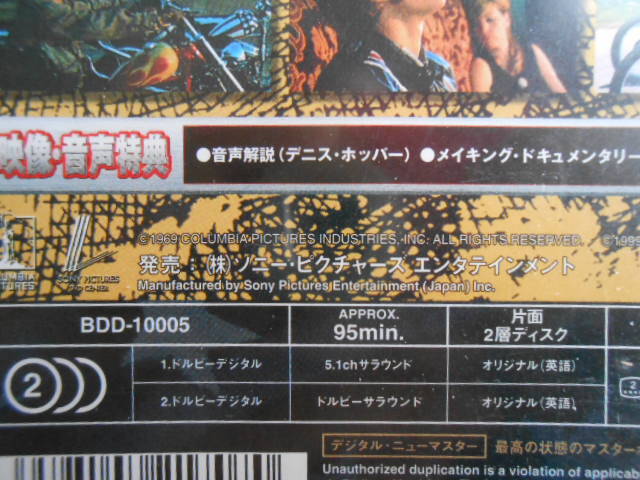 映像・音声特典
●音声解説(デニス・ホッパー) ●メイキング・ドキュメンタリー
© 1969 COLUMBIA PICTURES INDUSTRIES, INC. ALL RIGHTS RESERVED. © 1999
発売:(株)ソニー・ピクチャーズ エンタテインメント
Manufactured by Sony Pictures Entertainment (Japan) Inc.
SONY PICTURES
BDD-10005
APPROX.
95min.
片面
2層ディスク
2
1.ドルビーデジタル
5.1chサラウンド
オリジナル(英語)
2
2.ドルビーデジタル
ドルビーサラウンド
オリジナル(英語)
デジタル・ニューマスター
最高の状態のマスター
Unauthorized duplication is a violation of applicab